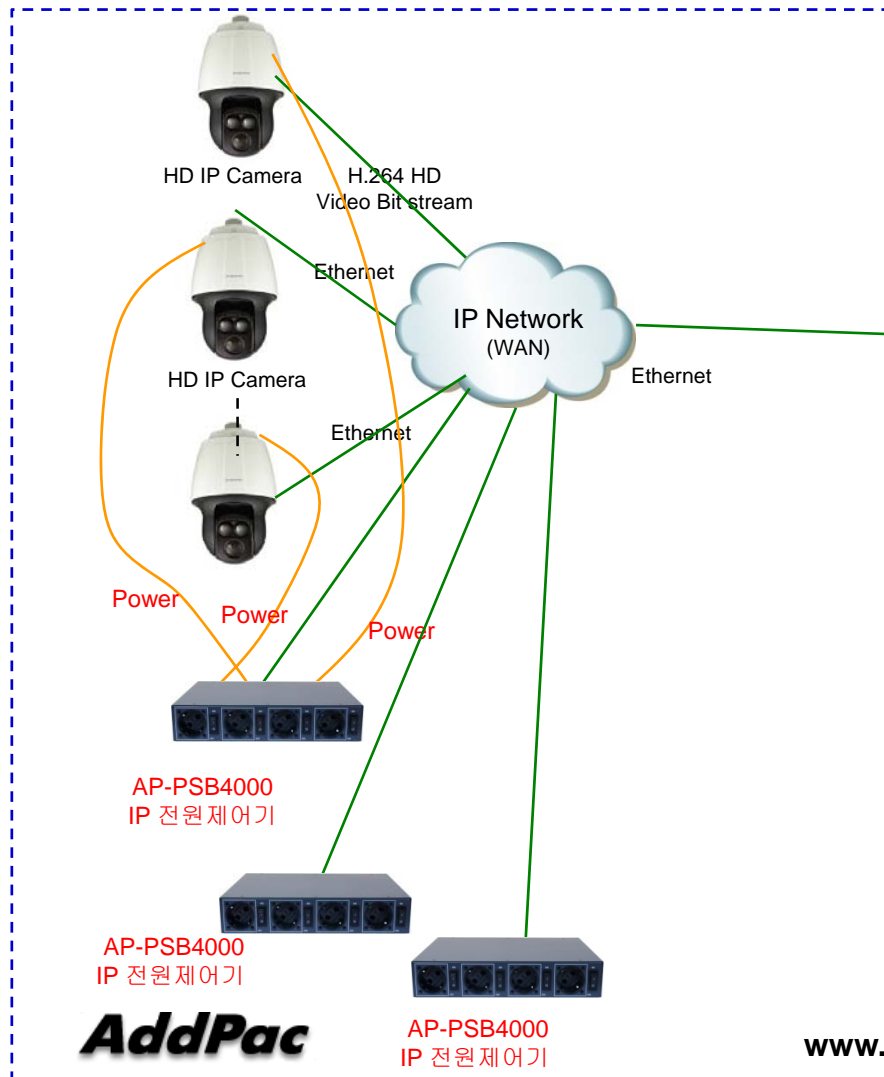 HD IP Camera
H.264 HD
Video Bit stream
Ethernet
IP Network
(WAN)
HD IP Camera
Ethernet
Ethernet
Power
Power
Power
AP-PSB4000
IP 전원제어기
AP-PSB4000
IP 전원제어기
AP-PSB4000
IP 전원제어기
AddPac
www.